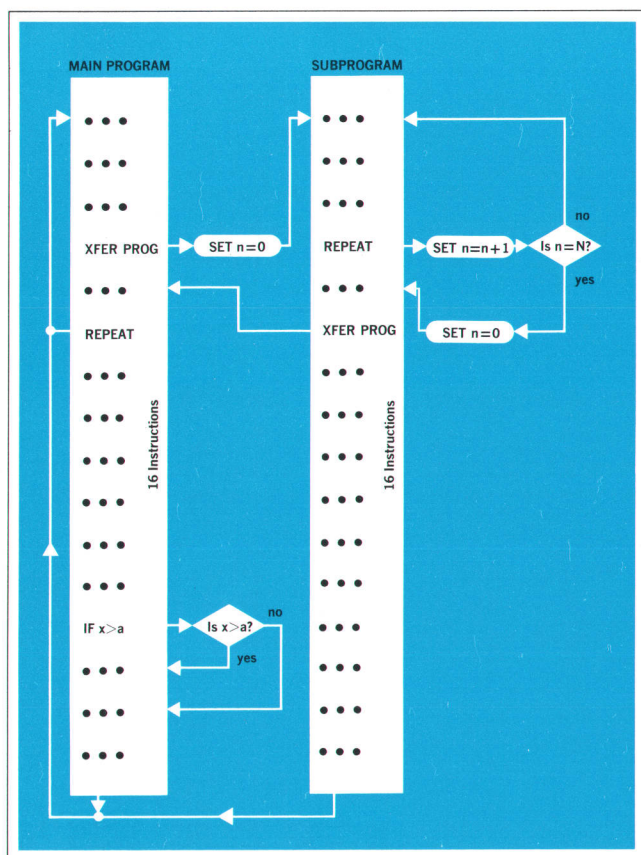 MAIN PROGRAM
SUBPROGRAM
XFER PROG
SET n=0
REPEAT
SET n=n+1
Is n=N?
no
yes
REPEAT
XFER PROG
SET n=0
16 Instructions
16 Instructions
IF x>a
Is x>a?
no
yes